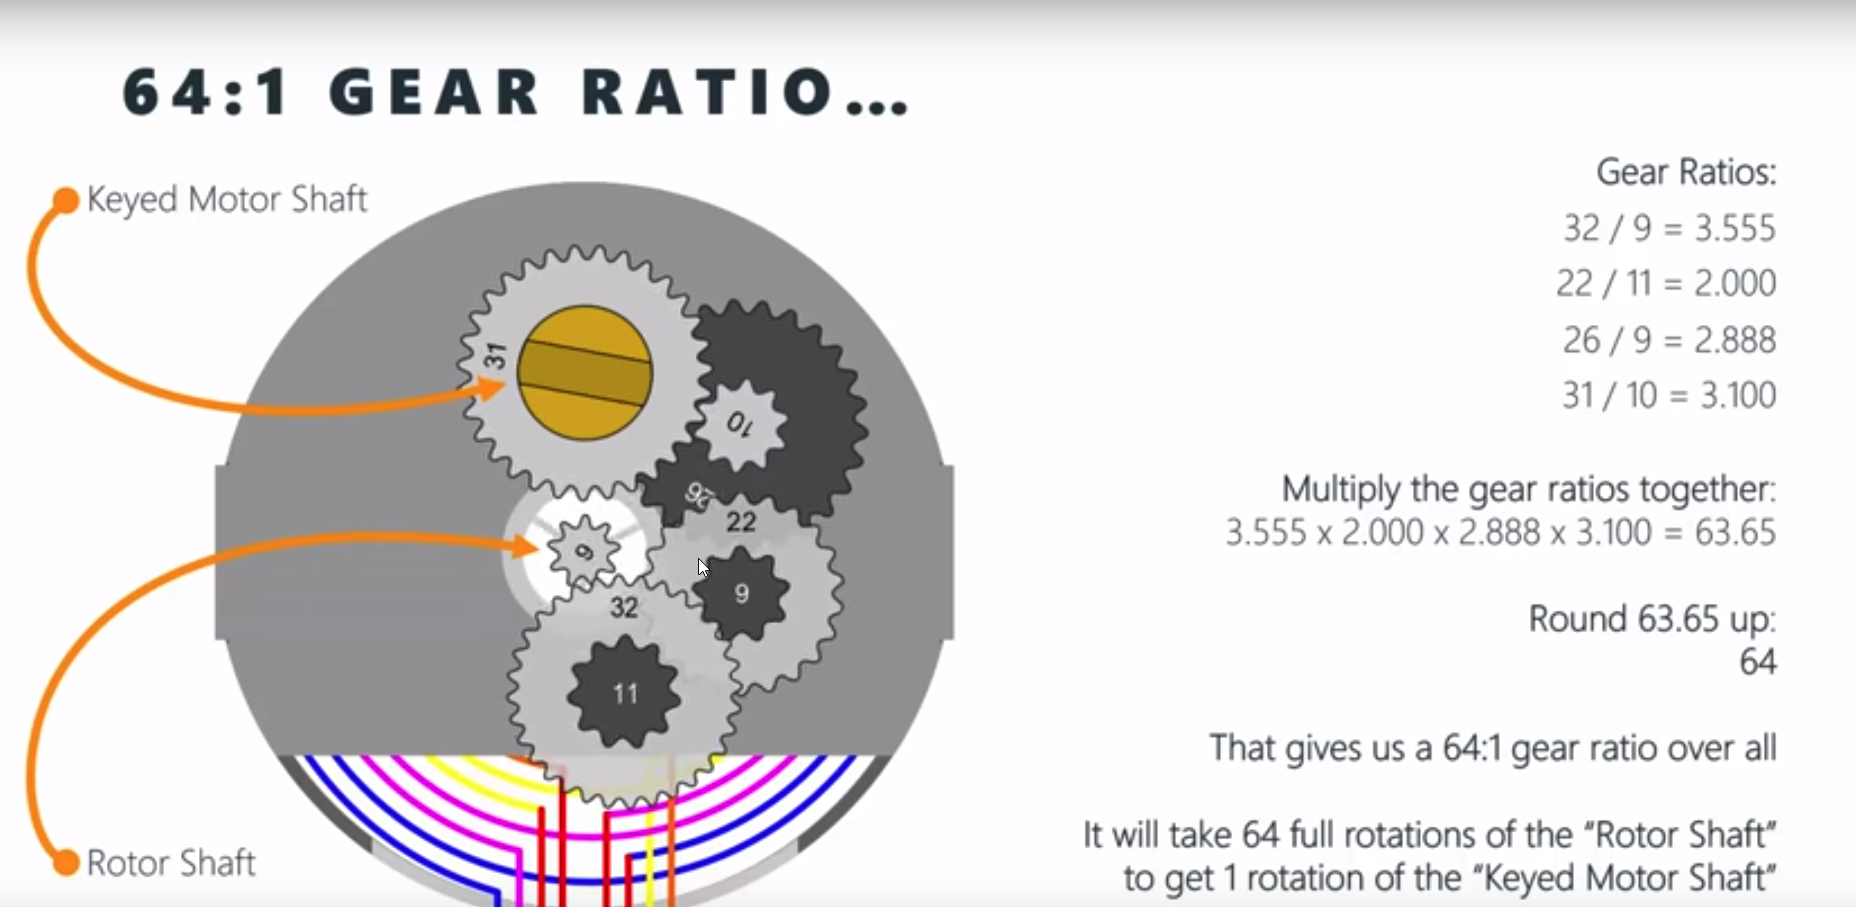 64:1 GEAR RATIO...
Keyed Motor Shaft
31
10
26
22
9
9
32
11
Rotor Shaft
Gear Ratios:
32 / 9 = 3.555
22 / 11 = 2.000
26 / 9 = 2.888
31 / 10 = 3.100
Multiply the gear ratios together:
3.555 x 2.000 x 2.888 x 3.100 = 63.65
Round 63.65 up:
64
That gives us a 64:1 gear ratio over all
It will take 64 full rotations of the “Rotor Shaft”
to get 1 rotation of the “Keyed Motor Shaft”